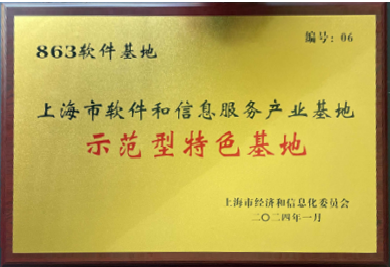 编号：06
863软件基地
上海市软件和信息服务产业基地
示范型特色基地
上海市经济和信息化委员会
二〇二四年一月